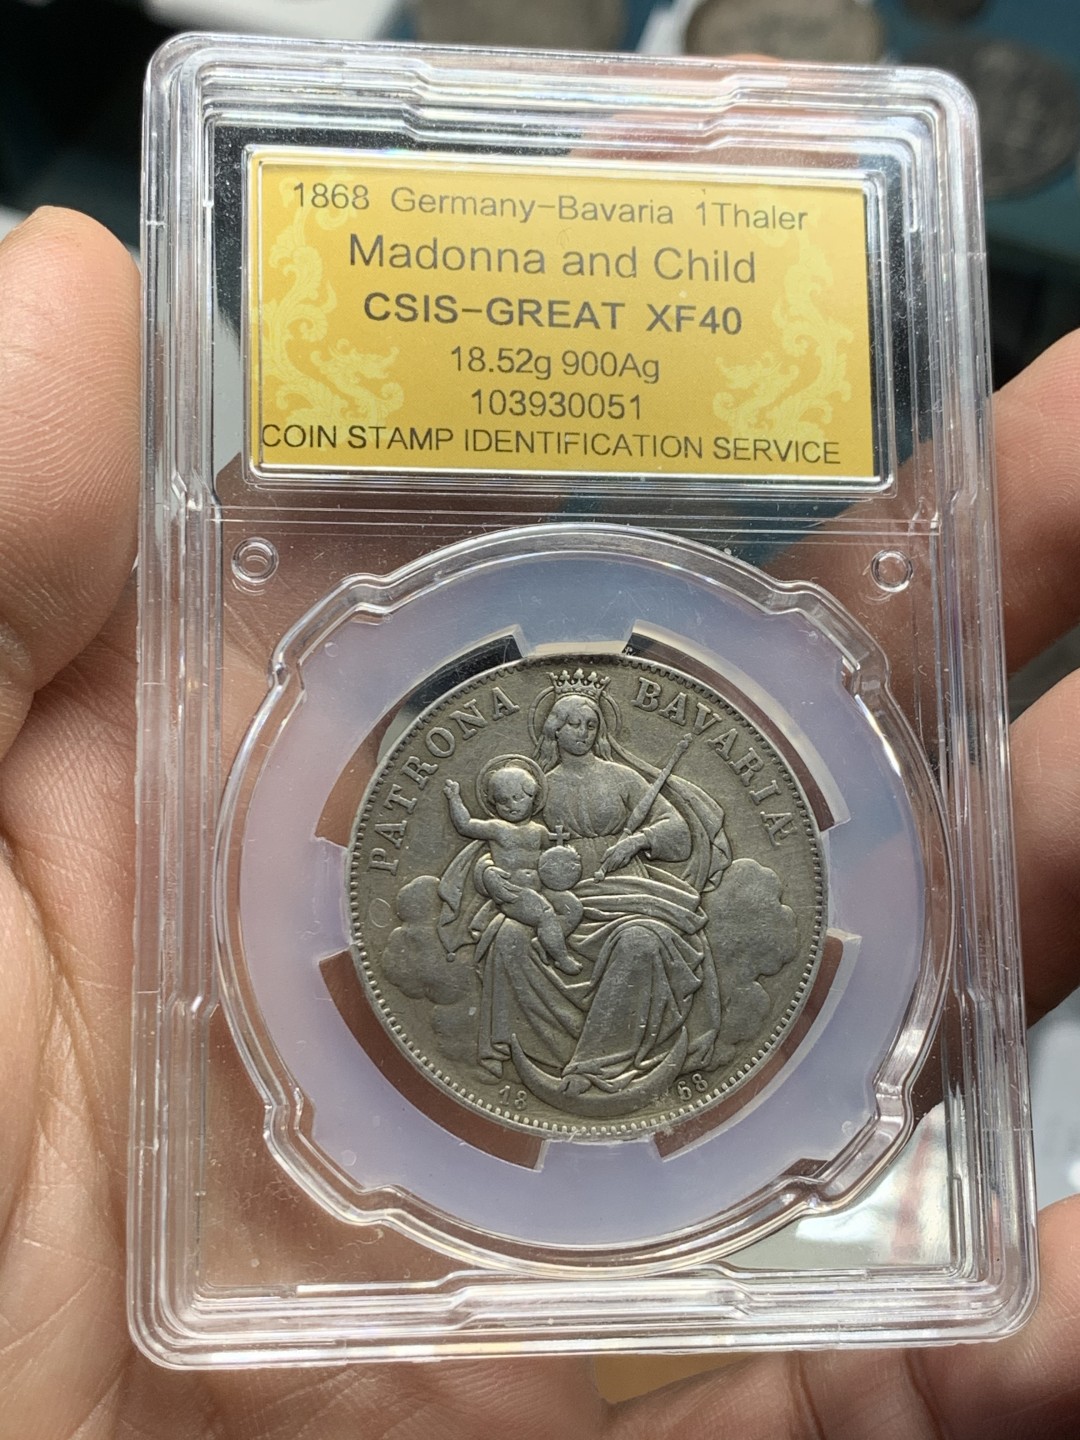 1868 Germany-Bavaria 1Thaler
Madonna and Child
CSIS-GREAT XF40
18.52g 900Ag
103930051
COIN STAMP IDENTIFICATION SERVICE
PATRONA BAVARIÆ
18 68